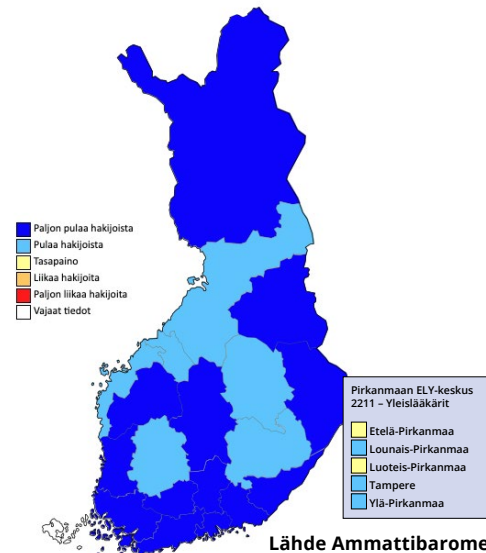 Paljon pulaa hakijoista
Pulaa hakijoista
Tasapaino
Liikaa hakijoita
Paljon liikaa hakijoita
Vajaat tiedot
Pirkanmaan ELY-keskus
2211 – Yleislääkärit
Etelä-Pirkanmaa
Lounais-Pirkanmaa
Luoteis-Pirkanmaa
Tampere
Ylä-Pirkanmaa
Lähde Ammattibarome